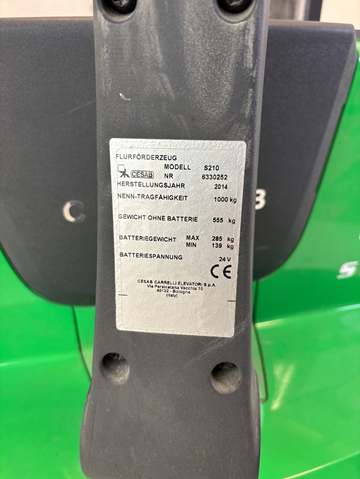 FLURFÖRDERZEUG
MODELL S210
CESAB NR 6330252
HERSTELLUNGSJAHR 2014
NENN-TRAGFÄHIGKEIT 1000 kg
GEWICHT OHNE BATTERIE 555 kg
BATTERIEGEWICHT MAX 285 kg
MIN 139 kg
BATTERIESPANNUNG 24 V
CE
CESAB CARRELLI ELEVATORI S.p.A.
Via Persicetana Vecchia 10
40132 - Bologna
(Italy)
C B
S